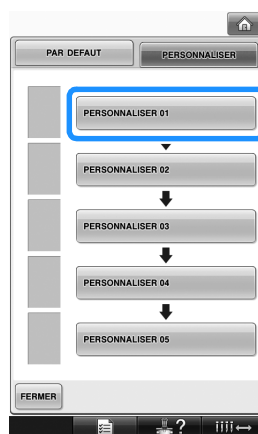 PAR DEFAUT PERSONNALISER
PERSONNALISER 01
PERSONNALISER 02
PERSONNALISER 03
PERSONNALISER 04
PERSONNALISER 05
FERMER
?